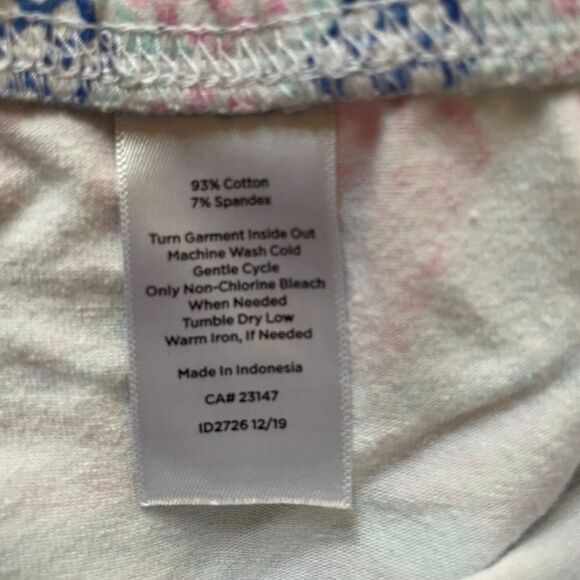 93% Cotton
7% Spandex
Turn Garment Inside Out
Machine Wash Cold
Gentle Cycle
Only Non-Chlorine Bleach
When Needed
Tumble Dry Low
Warm Iron, If Needed
Made In Indonesia
CA# 23147
ID2726 12/19